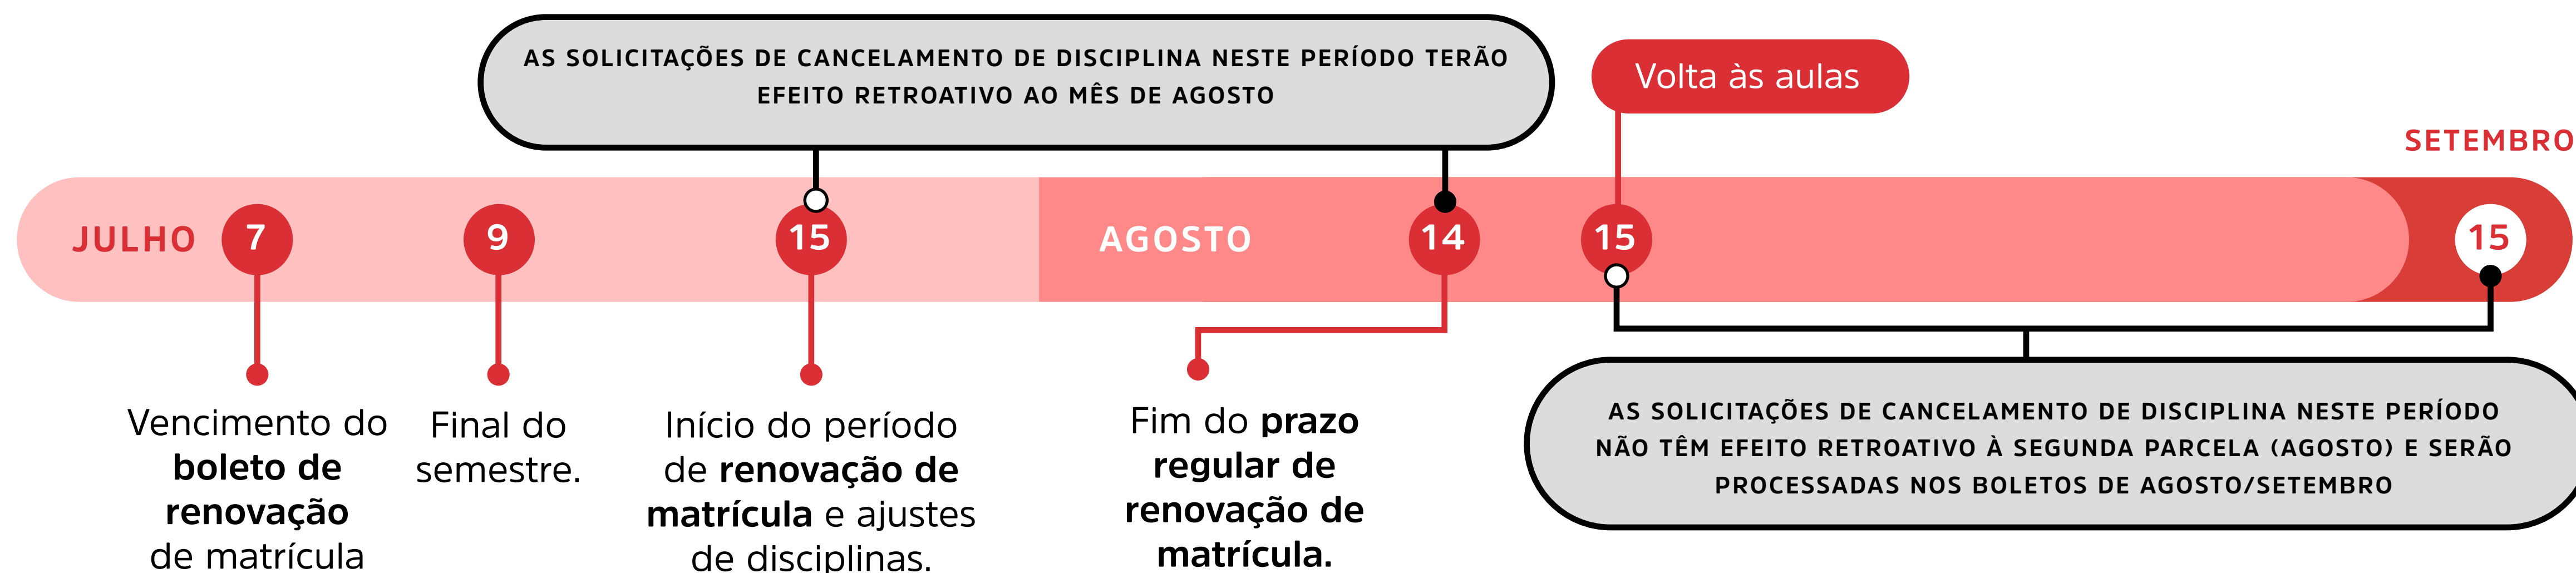 AS SOLICITAÇÕES DE CANCELAMENTO DE DISCIPLINA NESTE PERÍODO TERÃO
EFEITO RETROATIVO AO MÊS DE AGOSTO
Volta às aulas
SETEMBRO
JULHO
7
9
15
AGOSTO
14
15
15
Vencimento do
boleto de
renovação
de matrícula
Final do
semestre.
Início do período
de renovação de
matrícula e ajustes
de disciplinas.
Fim do prazo
regular de
renovação de
matrícula.
AS SOLICITAÇÕES DE CANCELAMENTO DE DISCIPLINA NESTE PERÍODO
NÃO TÊM EFEITO RETROATIVO À SEGUNDA PARCELA (AGOSTO) E SERÃO
PROCESSADAS NOS BOLETOS DE AGOSTO/SETEMBRO